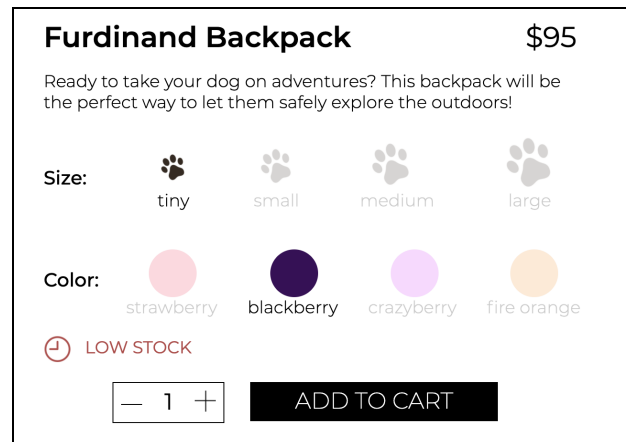 Furdinand Backpack $95
Ready to take your dog on adventures? This backpack will be
the perfect way to let them safely explore the outdoors!
Size:
tiny small medium large
Color:
strawberry blackberry crazyberry fire orange
LOW STOCK
— 1 + ADD TO CART